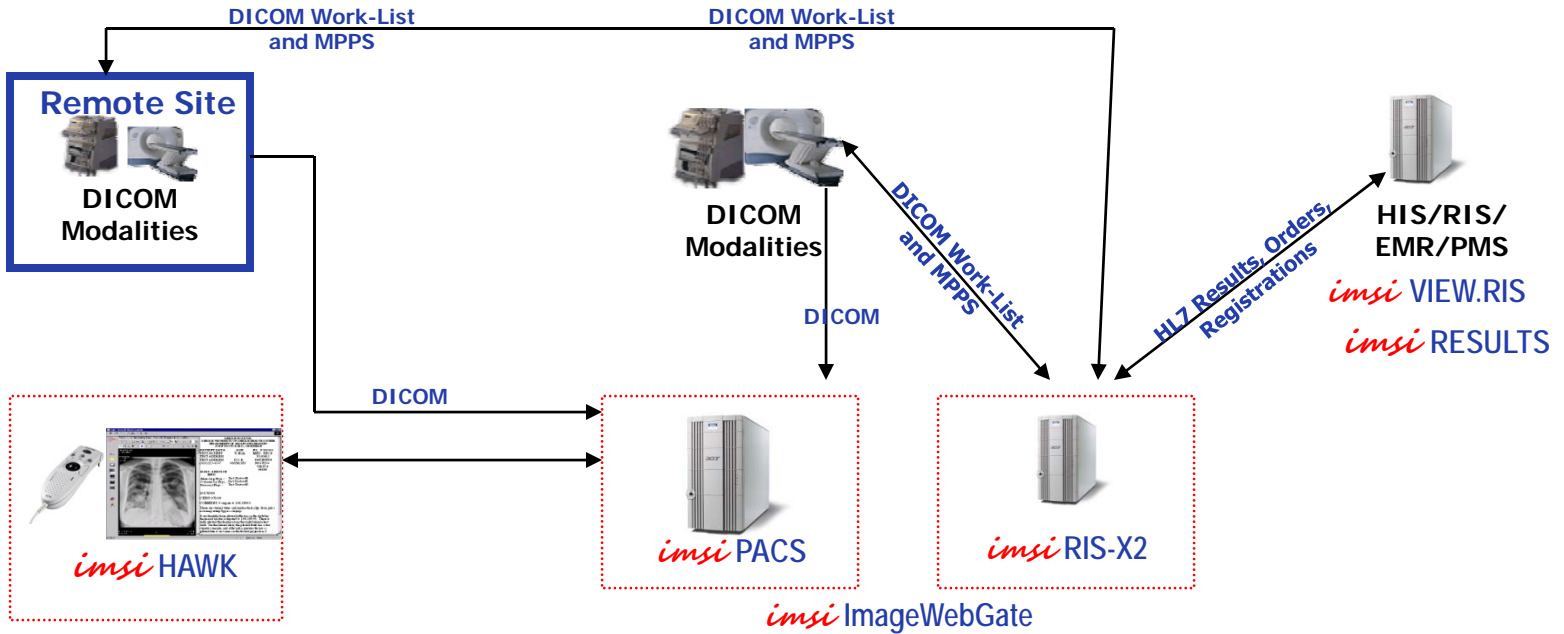 DICOM Work-List
and MPPS
DICOM Work-List
and MPPS
Remote Site
DICOM
Modalities
DICOM
Modalities
DICOM Work-List
and MPPS
HL7 Results, Orders,
Registrations
HIS/RIS/
EMR/PMS
imsi VIEW.RIS
imsi RESULTS
DICOM
DICOM
imsi HAWK
imsi PACS
imsi RIS-X2
imsi ImageWebGate